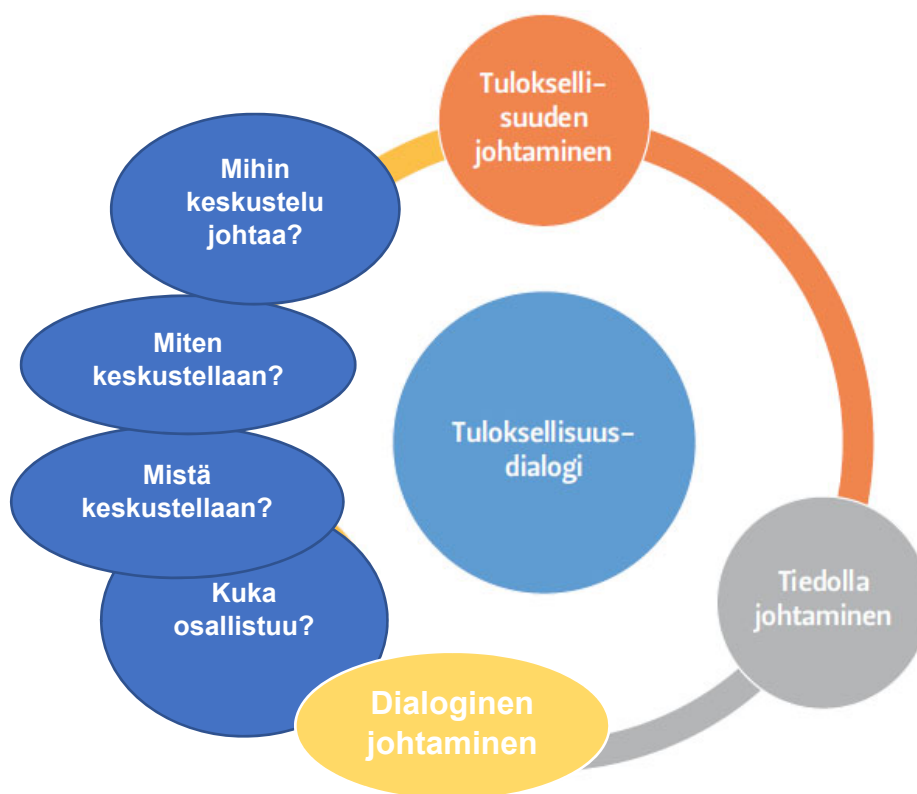 Tulokselli–
suuden
johtaminen
Mihin
keskustelu
johtaa?
Miten
keskustellaan?
Tuloksellisuus–
dialogi
Mistä
keskustellaan?
Kuka
osallistuu?
Tiedolla
johtaminen
Dialoginen
johtaminen